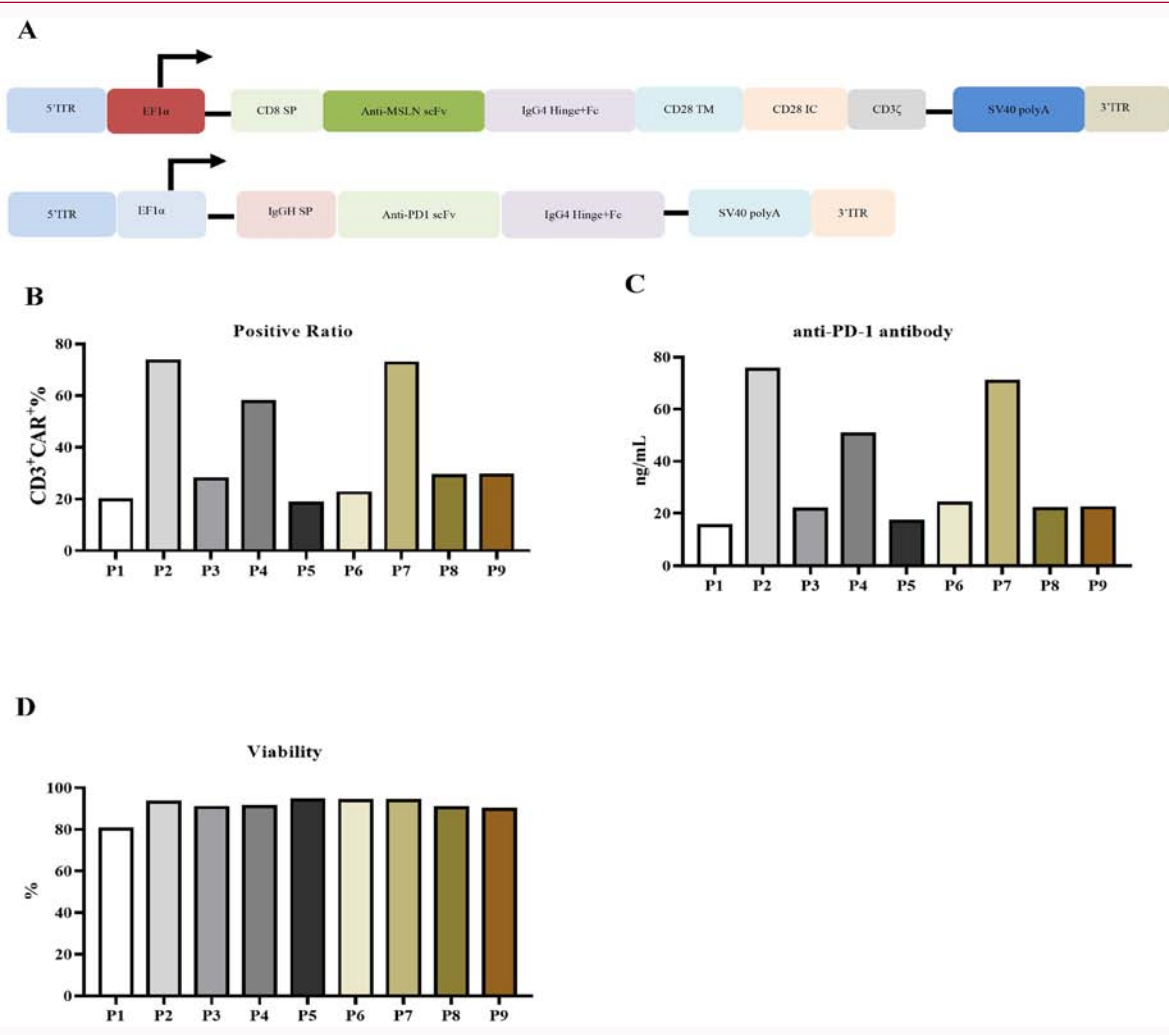 A
5'ITR EF1α CD8 SP Anti-MSLN scFv IgG4 Hinge+Fc CD28 TM CD28 IC CD3ζ SV40 polyA 3'ITR
5'ITR EF1α IgGH SP Anti-PD1 scFv IgG4 Hinge+Fc SV40 polyA 3'ITR
B
Positive Ratio
CD3⁺CAR⁺%
80
60
40
20
0
P1 P2 P3 P4 P5 P6 P7 P8 P9
C
anti-PD-1 antibody
ng/mL
80
60
40
20
0
P1 P2 P3 P4 P5 P6 P7 P8 P9
D
Viability
%
100
80
60
40
20
0
P1 P2 P3 P4 P5 P6 P7 P8 P9